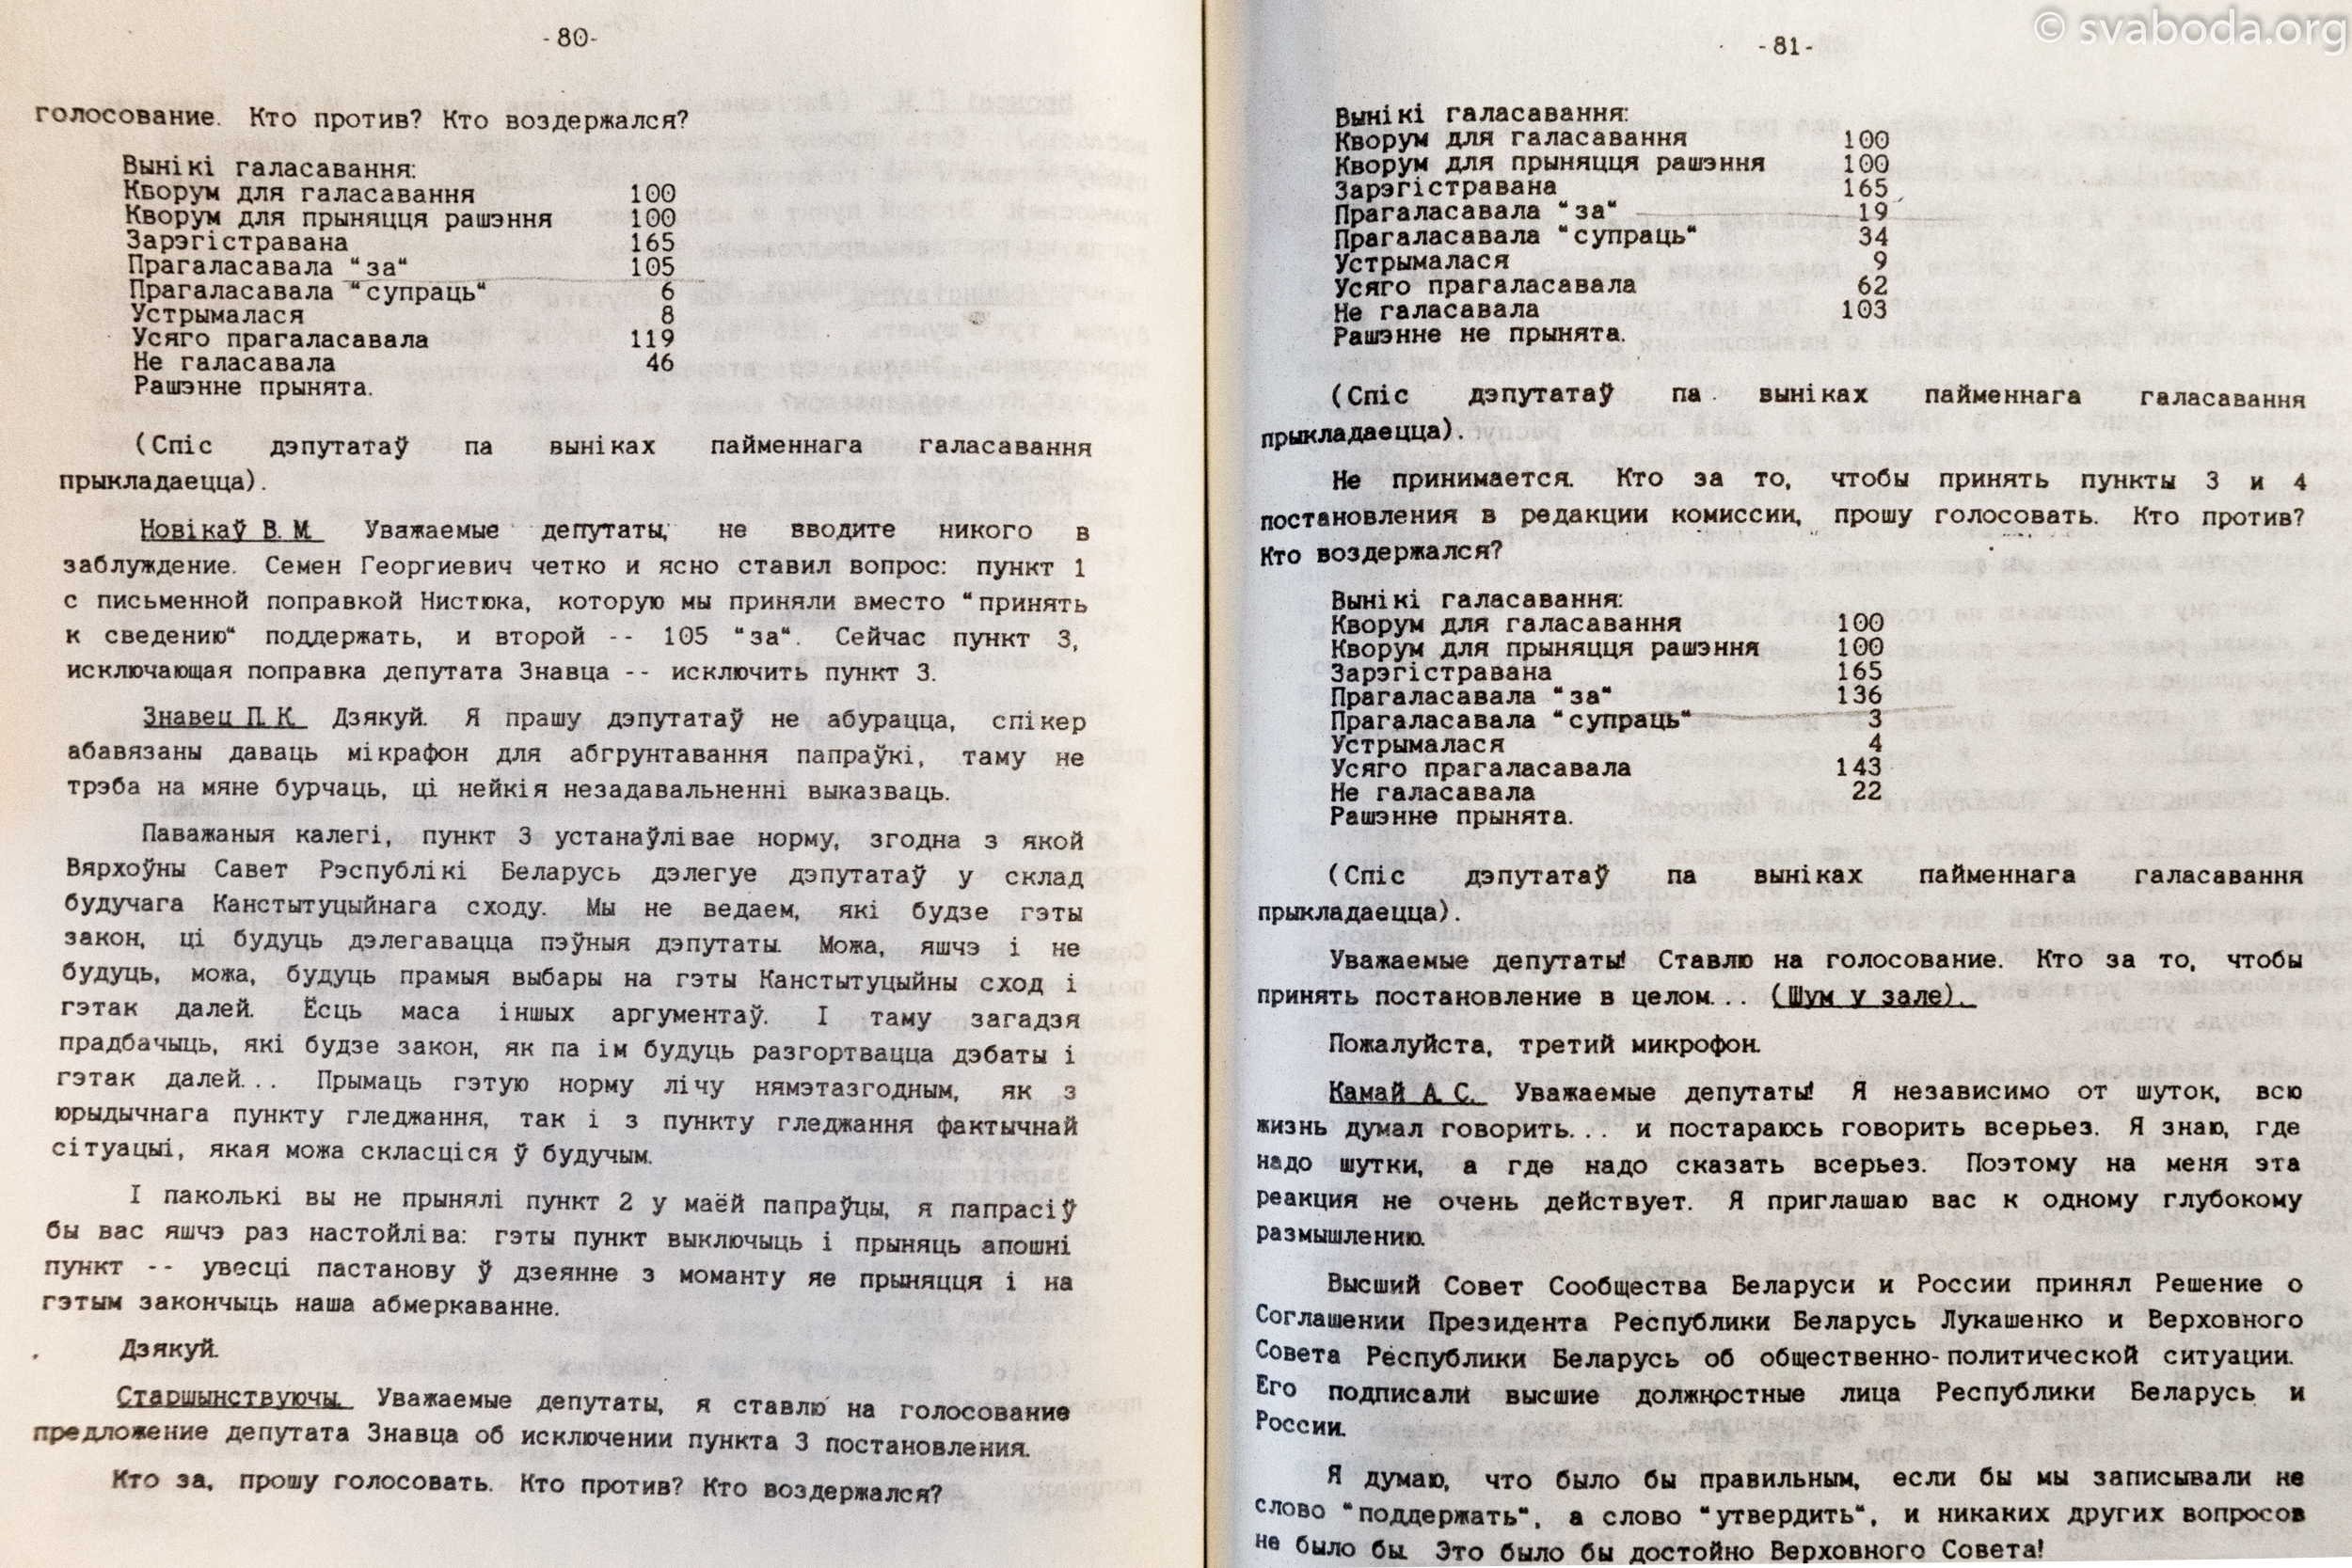 © svaboda.org
-80-
голосование. Кто против? Кто воздержался?
Вынікі галасавання:
Кворум для галасавання 100
Кворум для прыняцця рашэння 100
Зарэгістравана 165
Прагаласавала "за" 105
Прагаласавала "супраць" 6
Устрымалася 8
Усяго прагаласавала 119
Не галасавала 46
Рашэнне прынята.
(Спіс дэпутатаў па выніках пайменнага галасавання
прыкладаецца).
Новікаў В.М. Уважаемые депутаты, не вводите никого в
заблуждение. Семен Георгиевич четко и ясно ставил вопрос: пункт 1
с письменной поправкой Нистюка, которую мы приняли вместо "принять
к сведению" поддержать, и второй -- 105 "за". Сейчас пункт 3,
исключающая поправка депутата Знавца -- исключить пункт 3.
Знавец П.К. Дзякуй. Я прашу дэпутатаў не абурацца, спікер
абавязаны даваць мікрафон для абгрунтавання папраўкі, таму не
трэба на мяне бурчаць, ці нейкія незадавальненні выказваць.
Паважаныя калегі, пункт 3 устанаўлівае норму, згодна з якой
Вярхоўны Савет Рэспублікі Беларусь дэлегуе дэпутатаў у склад
будучага Канстытуцыйнага сходу. Мы не ведаем, які будзе гэты
закон, ці будуць дэлегавацца пэўныя дэпутаты. Можа, яшчэ і не
будуць, можа, будуць прамыя выбары на гэты Канстытуцыйны сход і
гэтак далей. Ёсць маса іншых аргументаў. І таму загадзя
прадбачыць, які будзе закон, як па ім будуць разгортвацца дэбаты і
гэтак далей... Прымаць гэтую норму лічу нямэтазгодным, як з
юрыдычнага пункту гледжання, так і з пункту гледжання фактычнай
сітуацыі, якая можа скласціся ў будучым.
І паколькі вы не прынялі пункт 2 у маёй папраўцы, я папрасіў
бы вас яшчэ раз настойліва: гэты пункт выключыць і прыняць апошні
пункт -- увесці пастанову ў дзеянне з моманту яе прыняцця і на
гэтым закончыць наша абмеркаванне.
Дзякуй.
Старшынствуючы. Уважаемые депутаты, я ставлю на голосование
предложение депутата Знавца об исключении пункта 3 постановления.
Кто за, прошу голосовать. Кто против? Кто воздержался?
-81-
Вынікі галасавання:
Кворум для галасавання 100
Кворум для прыняцця рашэння 100
Зарэгістравана 165
Прагаласавала "за" 19
Прагаласавала "супраць" 34
Устрымалася 9
Усяго прагаласавала 62
Не галасавала 103
Рашэнне не прынята.
(Спіс дэпутатаў па выніках пайменнага галасавання
прыкладаецца).
Не принимается. Кто за то, чтобы принять пункты 3 и 4
постановления в редакции комиссии, прошу голосовать. Кто против?
Кто воздержался?
Вынікі галасавання:
Кворум для галасавання 100
Кворум для прыняцця рашэння 100
Зарэгістравана 165
Прагаласавала "за" 136
Прагаласавала "супраць" 3
Устрымалася 4
Усяго прагаласавала 143
Не галасавала 22
Рашэнне прынята.
(Спіс дэпутатаў па выніках пайменнага галасавання
прыкладаецца).
Уважаемые депутаты! Ставлю на голосование. Кто за то, чтобы
принять постановление в целом... (Шум у зале).
Пожалуйста, третий микрофон.
Камай А.С. Уважаемые депутаты! Я независимо от шуток, всю
жизнь думал говорить... и постараюсь говорить всерьез. Я знаю, где
надо шутки, а где надо сказать всерьез. Поэтому на меня эта
реакция не очень действует. Я приглашаю вас к одному глубокому
размышлению.
Высший Совет Сообщества Беларуси и России принял Решение о
Соглашении Президента Республики Беларусь Лукашенко и Верховного
Совета Республики Беларусь об общественно-политической ситуации.
Его подписали высшие должностные лица Республики Беларусь и
России.
Я думаю, что было бы правильным, если бы мы записывали не
слово "поддержать", а слово "утвердить", и никаких других вопросов
не было бы. Это было бы достойно Верховного Совета!